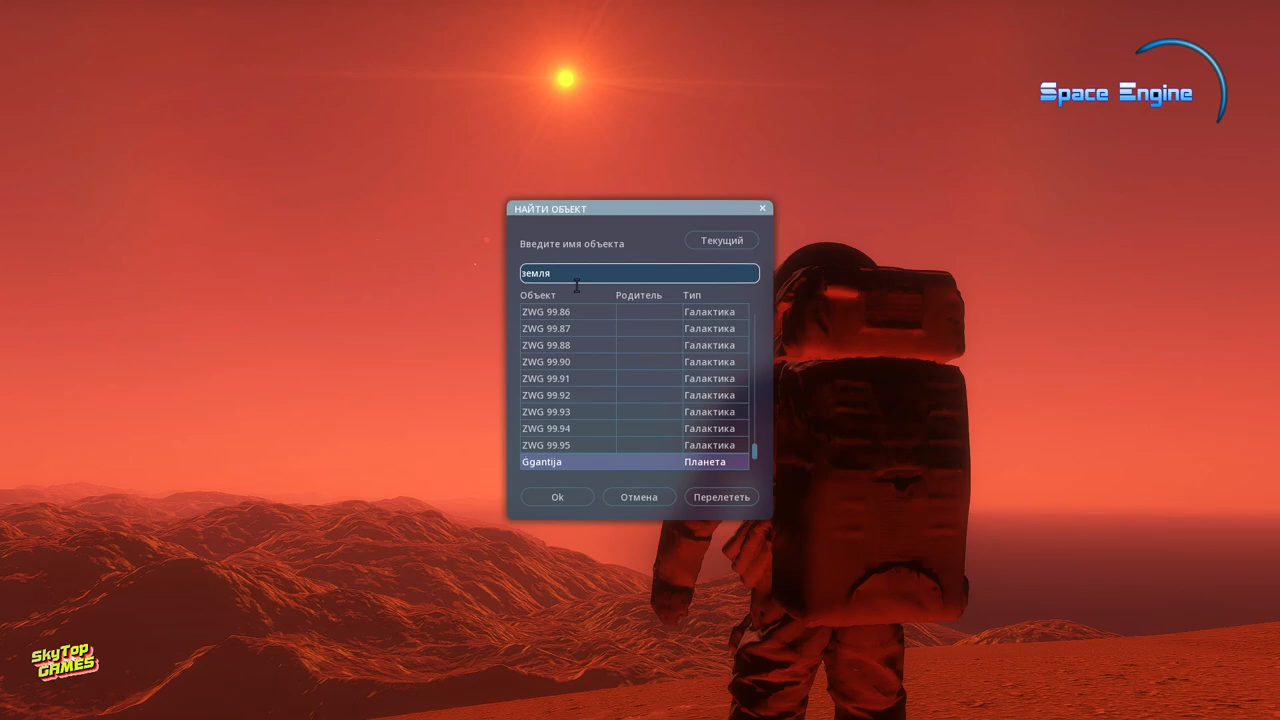 Space Engine
НАЙТИ ОБЪЕКТ
Введите имя объекта
Текущий
земля
Объект Родитель Тип
ZWG 99.86 Галактика
ZWG 99.87 Галактика
ZWG 99.88 Галактика
ZWG 99.90 Галактика
ZWG 99.91 Галактика
ZWG 99.92 Галактика
ZWG 99.93 Галактика
ZWG 99.94 Галактика
ZWG 99.95 Галактика
Ġgantija Планета
Ok Отмена Перелететь
SkyTop
GAMES